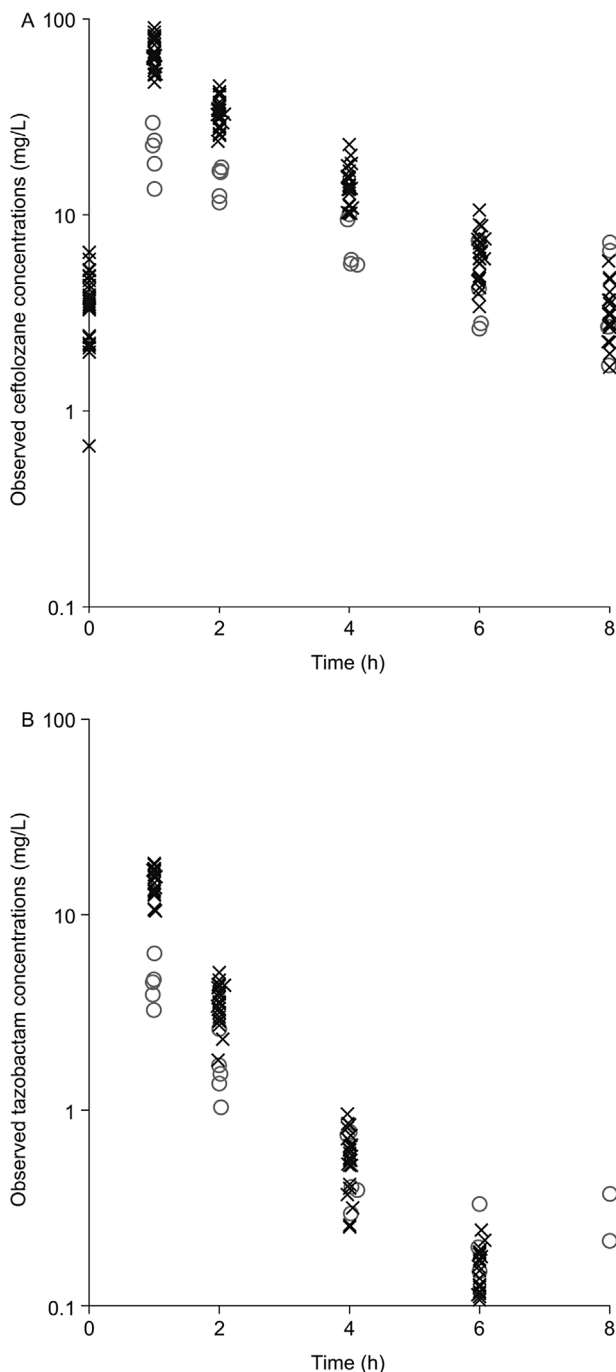 A
100
10
1
0.1
Observed ceftolozane concentrations (mg/L)
0 2 4 6 8
Time (h)
B
100
10
1
0.1
Observed tazobactam concentrations (mg/L)
0 2 4 6 8
Time (h)